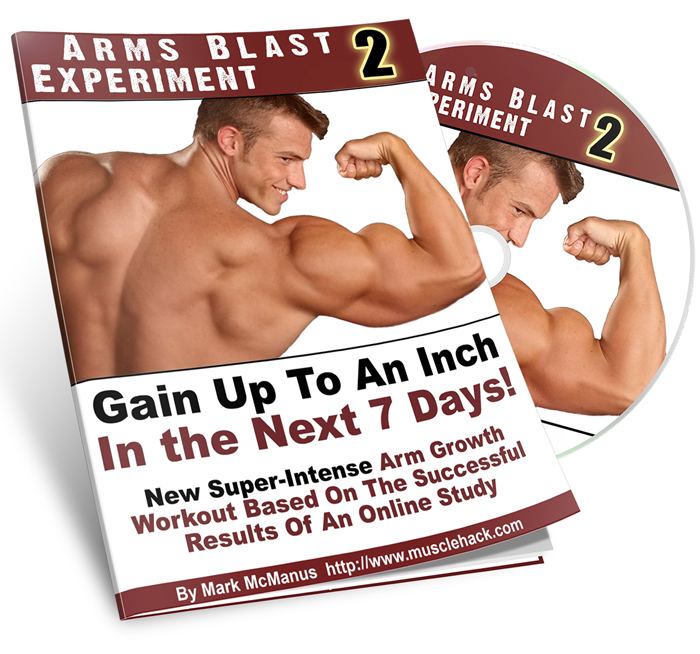 ARMS BLAST
EXPERIMENT 2
Gain Up To An Inch
In the Next 7 Days!
New Super-Intense Arm Growth
Workout Based On The Successful
Results Of An Online Study
By Mark McManus http://www.musclehack.com
ARMS BLAST
PERIMENT 2